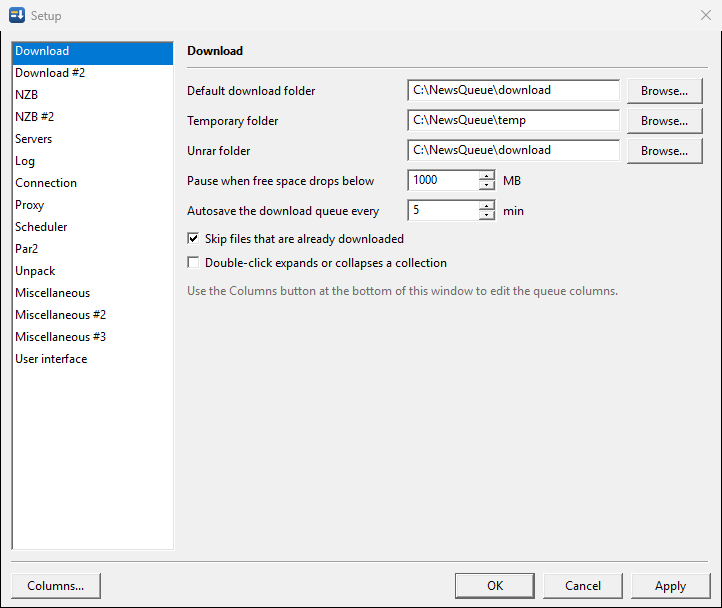 Setup
Download
Download #2
NZB
NZB #2
Servers
Log
Connection
Proxy
Scheduler
Par2
Unpack
Miscellaneous
Miscellaneous #2
Miscellaneous #3
User interface
Download
Default download folder C:\NewsQueue\download Browse...
Temporary folder C:\NewsQueue\temp Browse...
Unrar folder C:\NewsQueue\download Browse...
Pause when free space drops below 1000 MB
Autosave the download queue every 5 min
Skip files that are already downloaded
Double-click expands or collapses a collection
Use the Columns button at the bottom of this window to edit the queue columns.
Columns... OK Cancel Apply